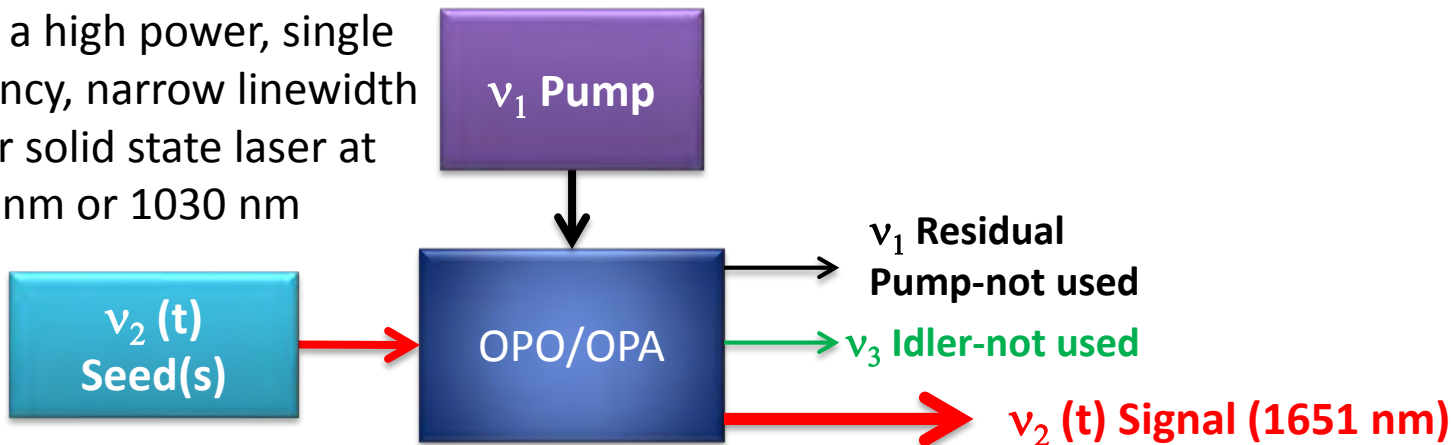 a high power, single
ncy, narrow linewidth
r solid state laser at
nm or 1030 nm
ν₁ Pump
ν₂ (t)
Seed(s)
OPO/OPA
ν₁ Residual
Pump-not used
ν₃ Idler-not used
ν₂ (t) Signal (1651 nm)